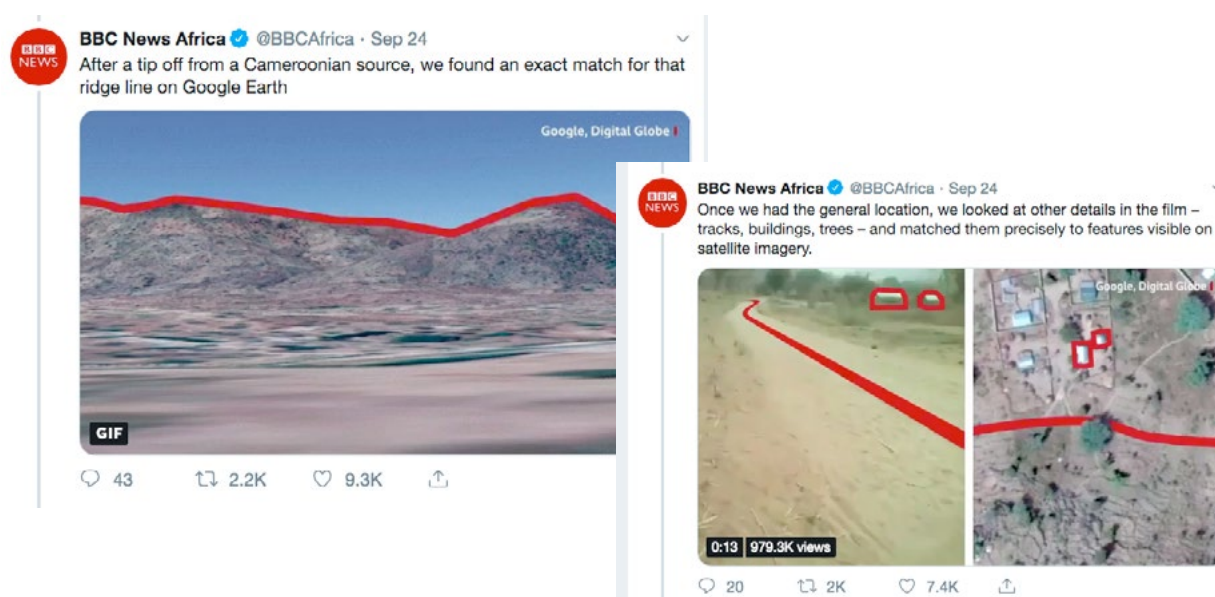 BBC NEWS
BBC News Africa @BBCAfrica · Sep 24
After a tip off from a Cameroonian source, we found an exact match for that
ridge line on Google Earth
Google, Digital Globe
GIF
43 2.2K 9.3K
BBC NEWS
BBC News Africa @BBCAfrica · Sep 24
Once we had the general location, we looked at other details in the film –
tracks, buildings, trees – and matched them precisely to features visible on
satellite imagery.
Google, Digital Globe
0:13 979.3K views
20 2K 7.4K